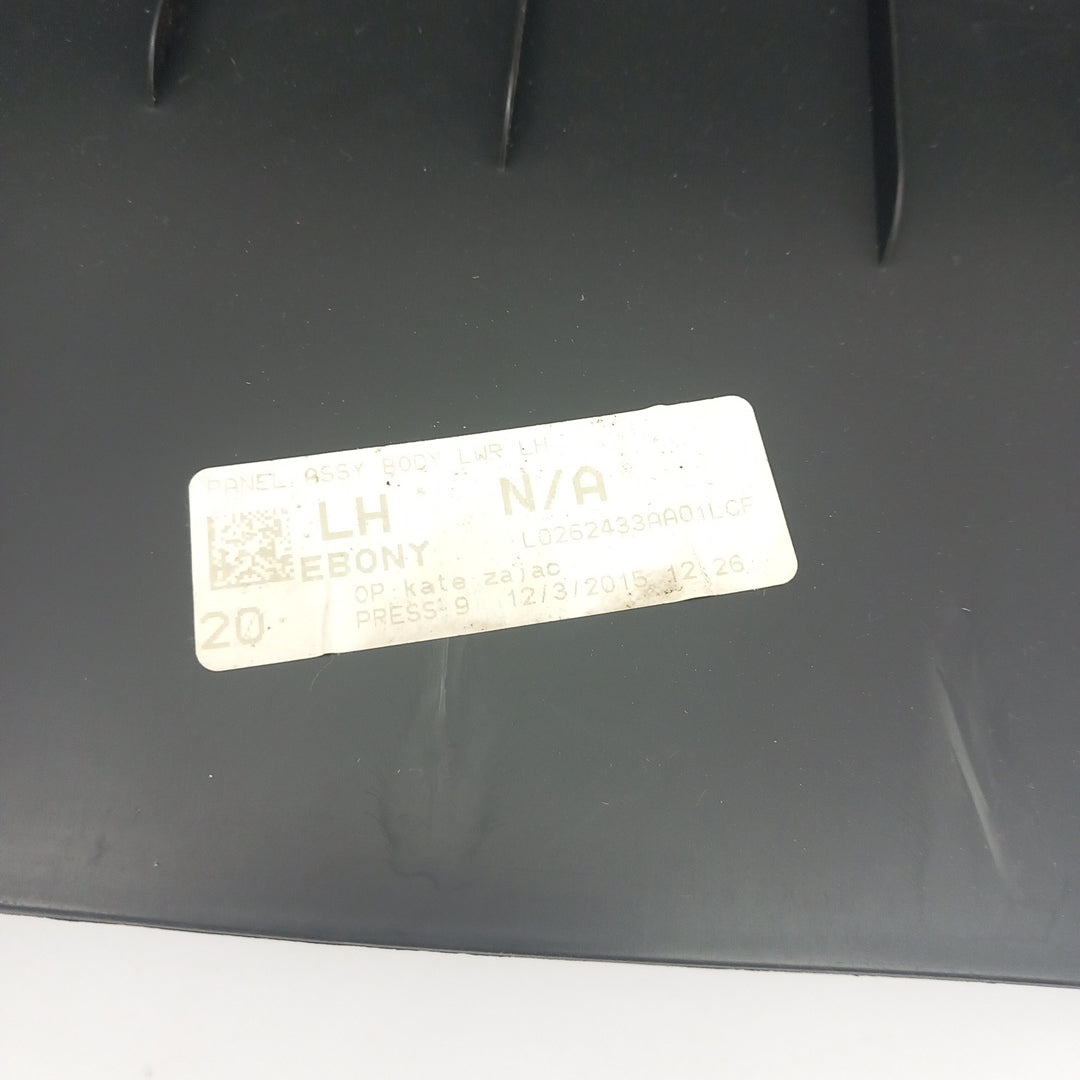 PANEL ASSY BODY LWR LH
LH N/A
EBONY L0262433AA01LCF
OP: kate zajac
20 PRESS 9 12/3/2015 12:26